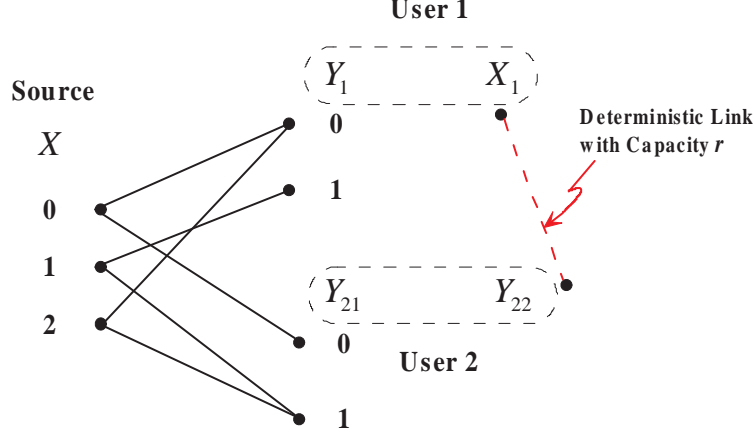 User 1
Y1 X1
Source
Deterministic Link
with Capacity r
X
0
1
0
1
2
Y21 Y22
0
User 2
1